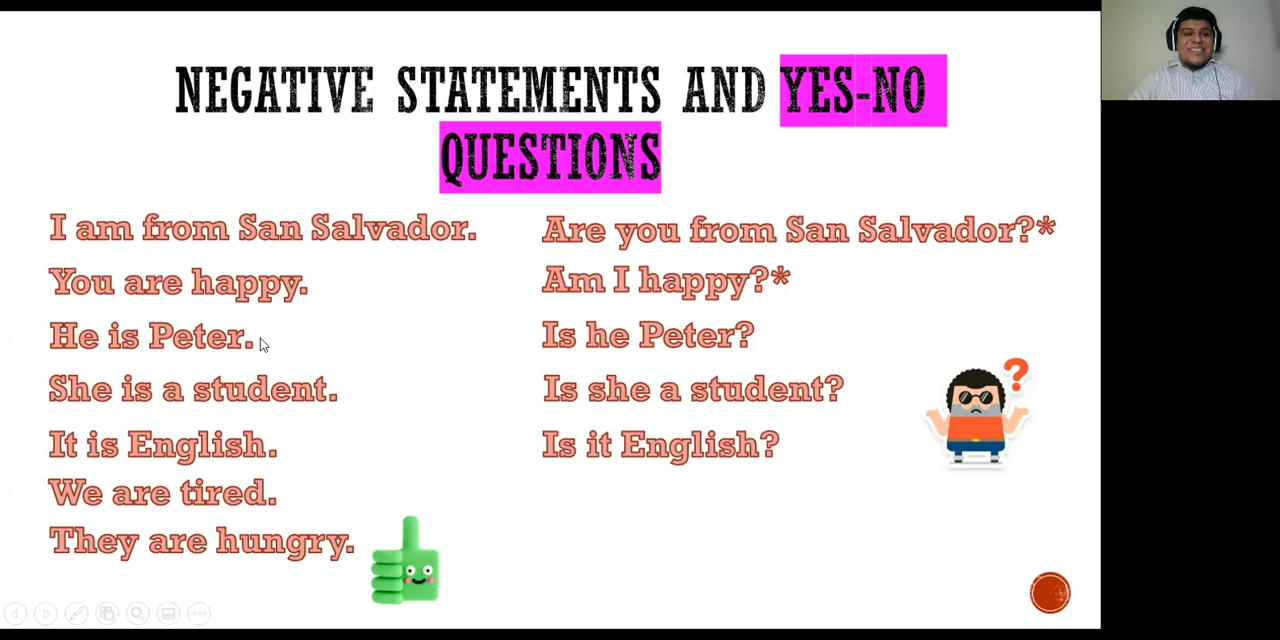 NEGATIVE STATEMENTS AND YES-NO
QUESTIONS
I am from San Salvador.
You are happy.
He is Peter.
She is a student.
It is English.
We are tired.
They are hungry.
Are you from San Salvador?*
Am I happy?*
Is he Peter?
Is she a student?
Is it English?
?